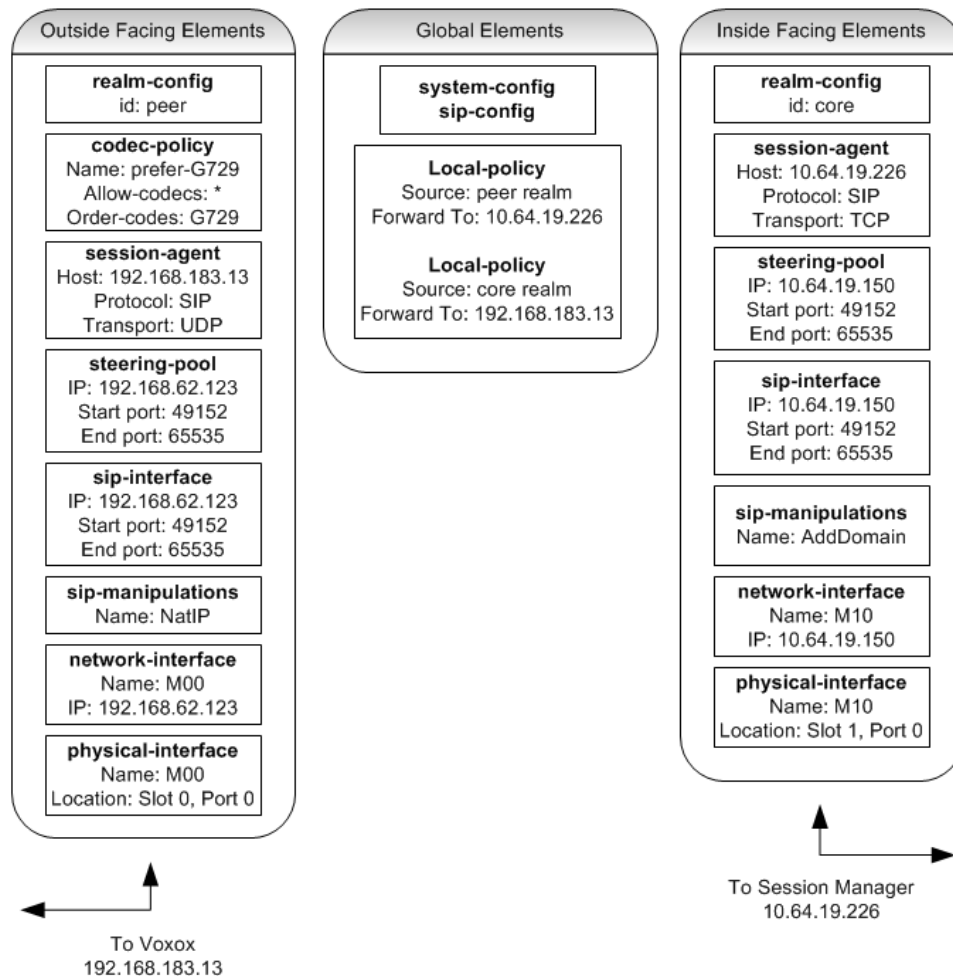 Outside Facing Elements
realm-config
id: peer
codec-policy
Name: prefer-G729
Allow-codecs: *
Order-codes: G729
session-agent
Host: 192.168.183.13
Protocol: SIP
Transport: UDP
steering-pool
IP: 192.168.62.123
Start port: 49152
End port: 65535
sip-interface
IP: 192.168.62.123
Start port: 49152
End port: 65535
sip-manipulations
Name: NatIP
network-interface
Name: M00
IP: 192.168.62.123
physical-interface
Name: M00
Location: Slot 0, Port 0
To Voxox
192.168.183.13
Global Elements
system-config
sip-config
Local-policy
Source: peer realm
Forward To: 10.64.19.226
Local-policy
Source: core realm
Forward To: 192.168.183.13
Inside Facing Elements
realm-config
id: core
session-agent
Host: 10.64.19.226
Protocol: SIP
Transport: TCP
steering-pool
IP: 10.64.19.150
Start port: 49152
End port: 65535
sip-interface
IP: 10.64.19.150
Start port: 49152
End port: 65535
sip-manipulations
Name: AddDomain
network-interface
Name: M10
IP: 10.64.19.150
physical-interface
Name: M10
Location: Slot 1, Port 0
To Session Manager
10.64.19.226